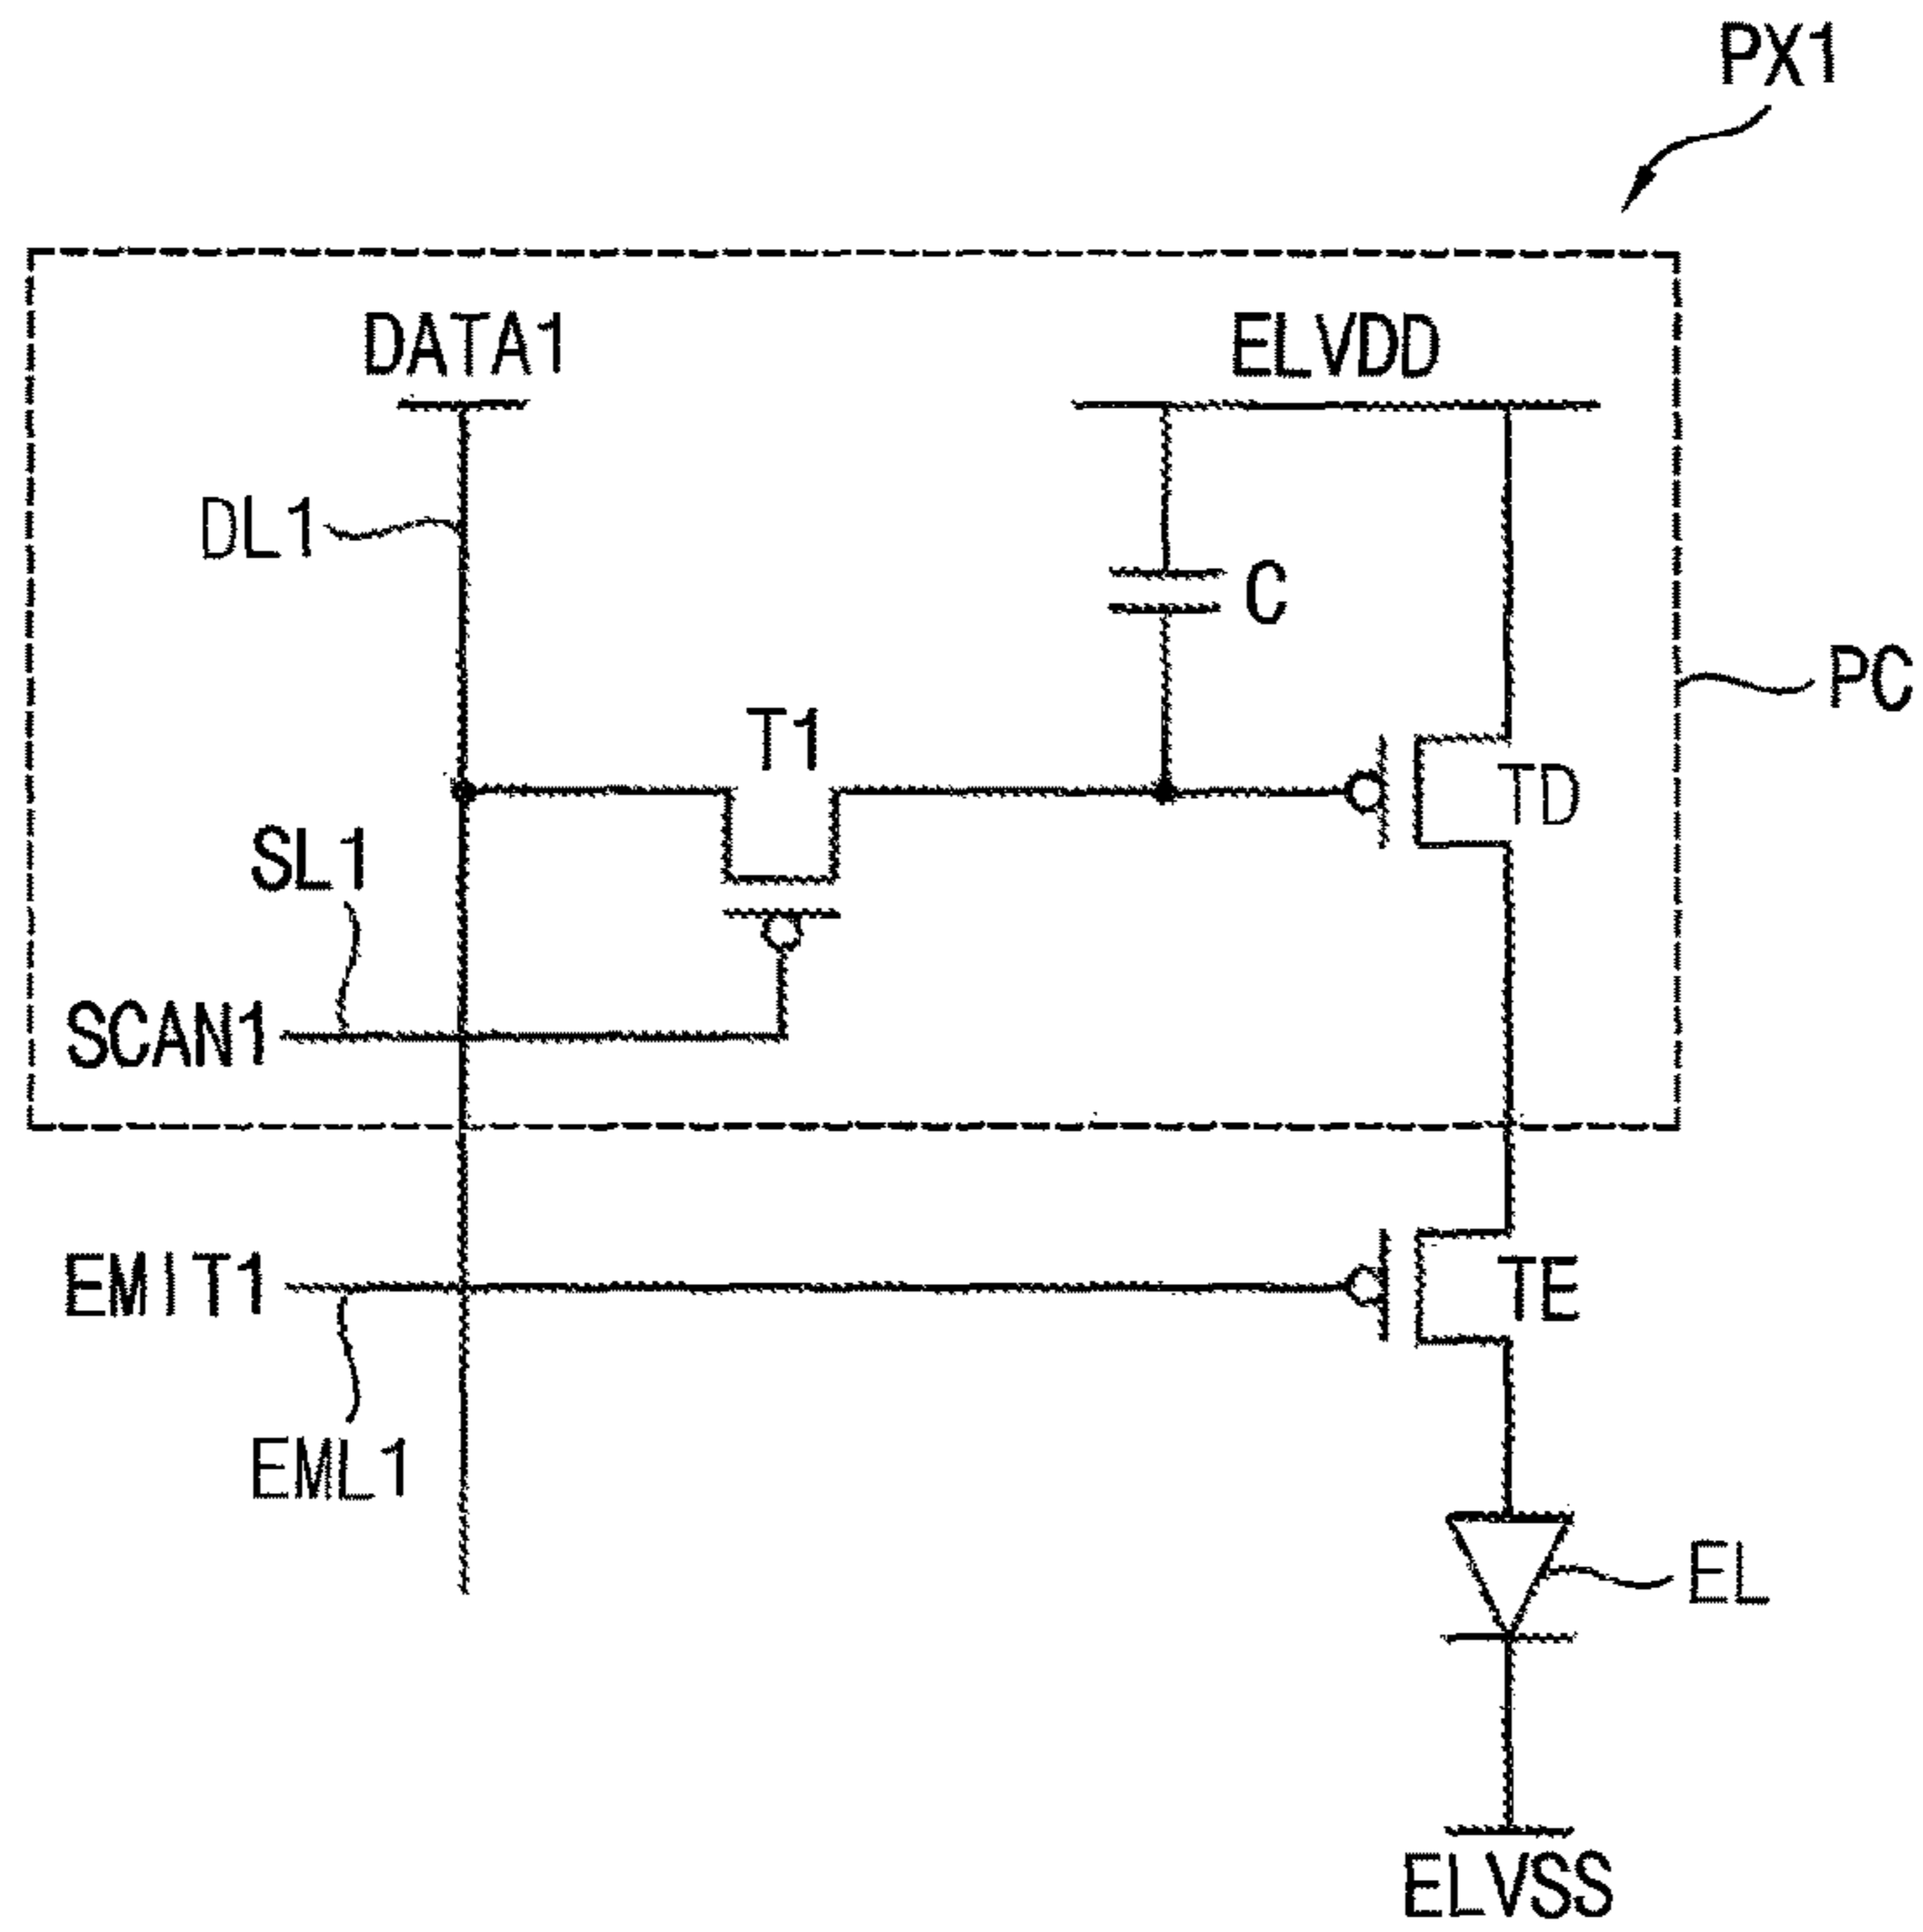 PX1
DATA1
ELVDD
DL1
C
PC
T1
TD
SL1
SCAN1
EMIT1
TE
EML1
EL
ELVSS